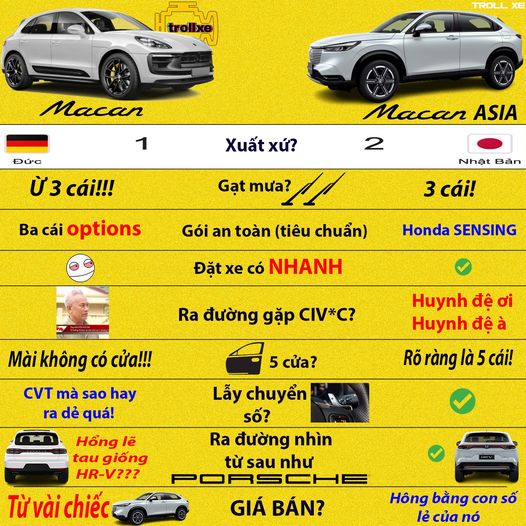 trollxe
TROLL XE
Macan
Macan ASIA
1
Xuất xứ?
2
Đức
Nhật Bản
Ừ 3 cái!!!
Gạt mưa?
3 cái!
Ba cái options
Gói an toàn (tiêu chuẩn)
Honda SENSING
Đặt xe có NHANH
Ra đường gặp CIV*C?
Huynh đệ ơi
Huynh đệ à
Mài không có cửa!!!
5 cửa?
Rõ ràng là 5 cái!
CVT mà sao hay
ra dẻ quá!
Lẫy chuyển
số?
Hổng lẽ
tau giống
HR-V???
Ra đường nhìn
từ sau như
PORSCHE
Từ vài chiếc
GIÁ BÁN?
Hông bằng con số
lẻ của nó